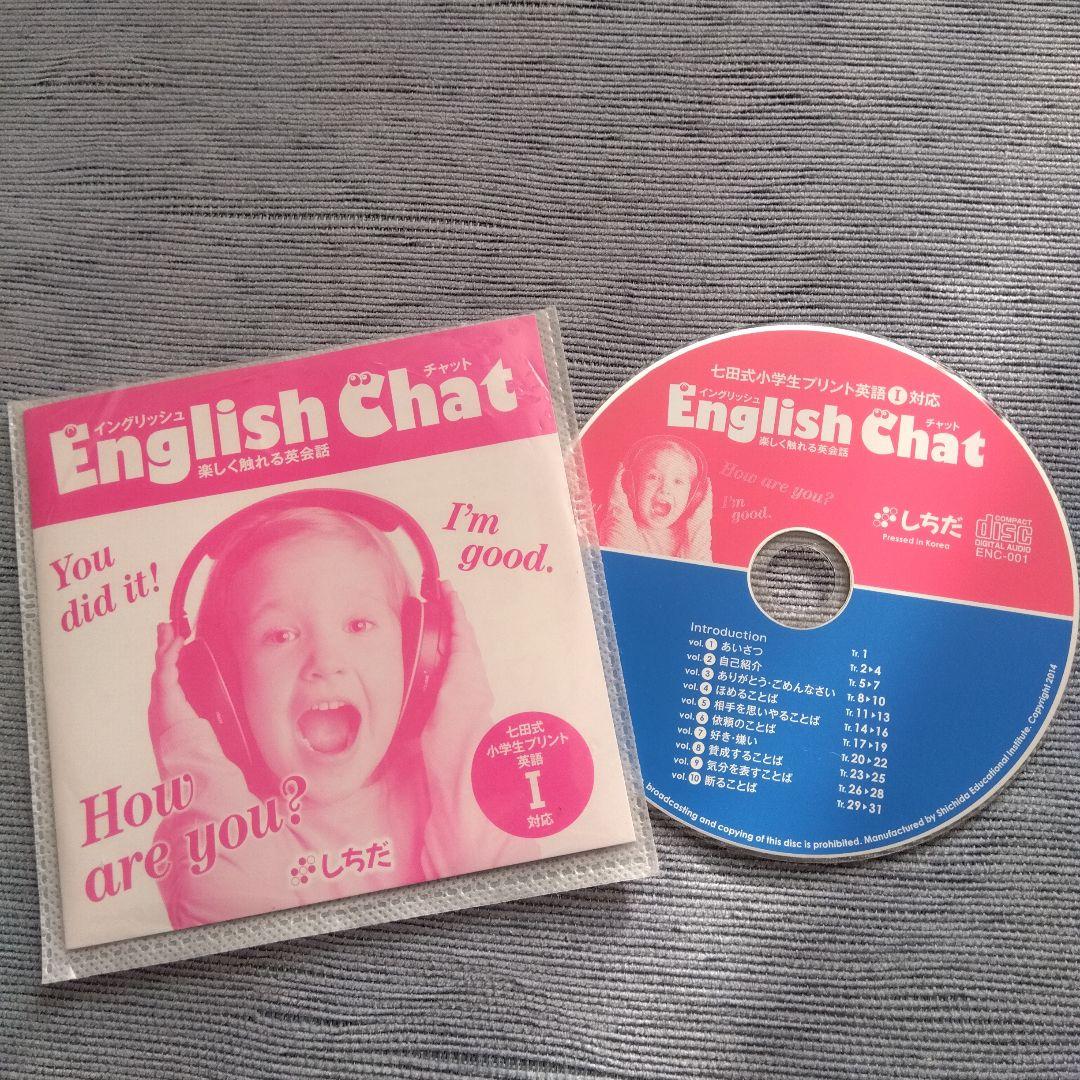 イングリッシュ
チャット
English Chat
楽しく触れる英会話
You
did it!
I'm
good.
How
are you?
七田式
小学生プリント
英語
I
対応
しちだ
七田式小学生プリント英語 I 対応
イングリッシュ
チャット
English Chat
楽しく触れる英会話
How are you?
I'm
good.
しちだ
Pressed in Korea
COMPACT
disc
DIGITAL AUDIO
ENC-001
Introduction Tr. 1
vol. 1 あいさつ Tr. 2▸4
vol. 2 自己紹介 Tr. 5▸7
vol. 3 ありがとう・ごめんなさい Tr. 8▸10
vol. 4 ほめることば Tr. 11▸13
vol. 5 相手を思いやることば Tr. 14▸16
vol. 6 依頼のことば Tr. 17▸19
vol. 7 好き・嫌い Tr. 20▸22
vol. 8 賛成することば Tr. 23▸25
vol. 9 気分を表すことば Tr. 26▸28
vol. 10 断ることば Tr. 29▸31
broadcasting and copying of this disc is prohibited. Manufactured by Shichida Educational Institute. Copyright 2014